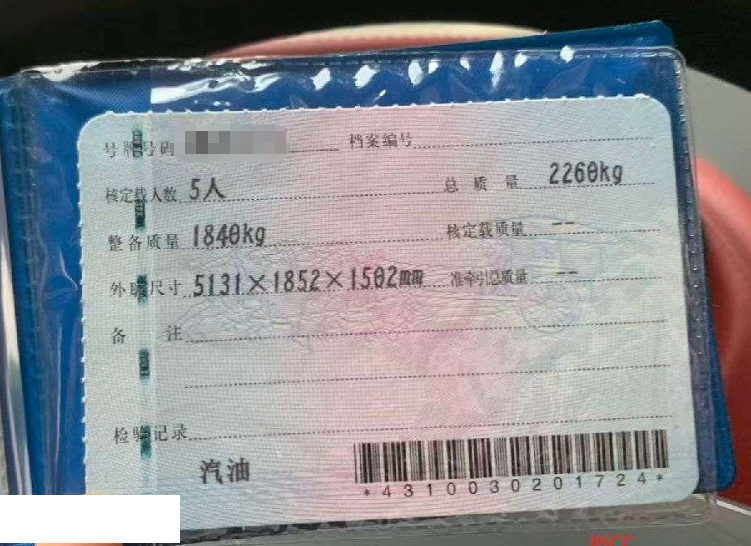 号牌号码 档案编号
核定载人数 5人 总质量 2260kg
整备质量 1840kg 核定载质量 --
外廓尺寸 5131×1852×1502mm 准牵引总质量 --
备注
检验记录
汽油
*4310030201724*